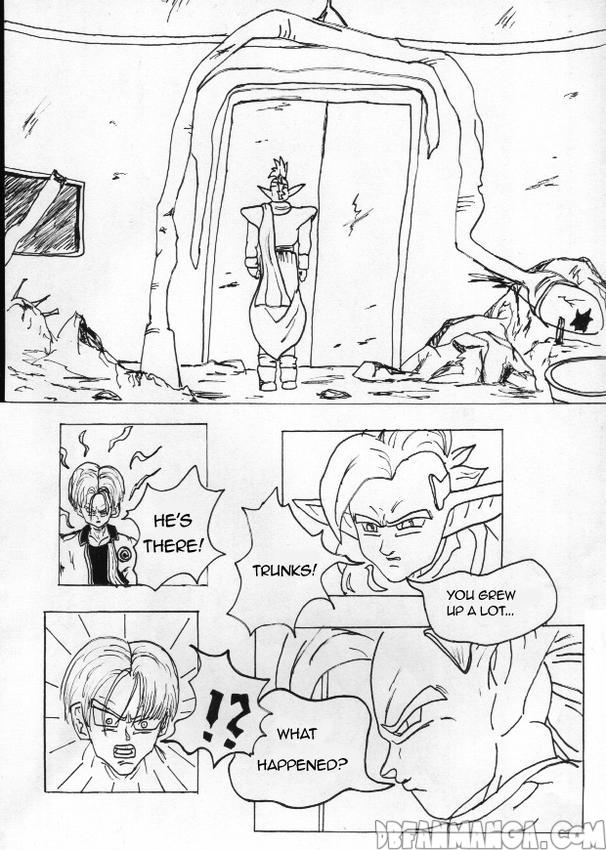 HE'S
THERE!
TRUNKS!
YOU GREW
UP A LOT...
!?
WHAT
HAPPENED?
DBFANMANGA.COM